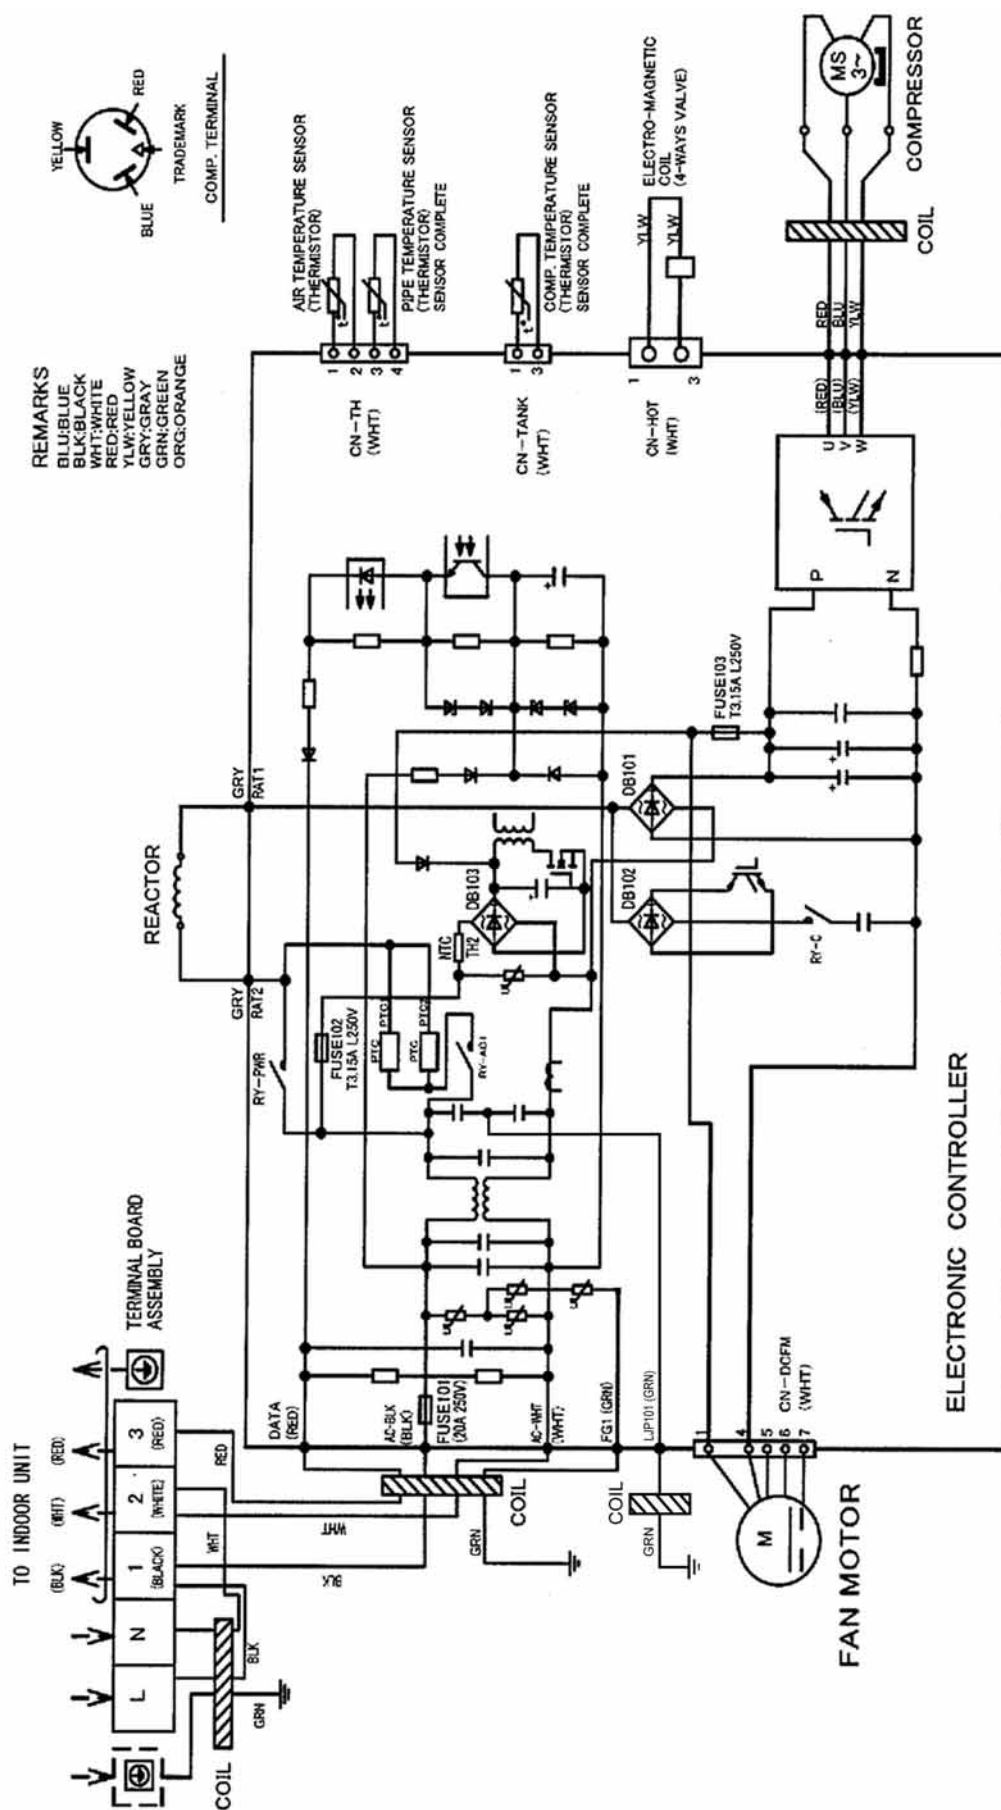 TO INDOOR UNIT
(BLK)
(WHT)
(RED)
TERMINAL BOARD
ASSEMBLY
L
N
1
(BLACK)
2
(WHITE)
3
(RED)
COIL
GRN
BLK
WHT
RED
BLK
WHT
GRN
COIL
COIL
GRN
DATA
(RED)
AC-BLK
(BLK)
FUSE101
(20A 250V)
AC-WHT
(WHT)
FG1 (GRN)
LJP101 (GRN)
1
4
5
6
7
CN-DCFM
(WHT)
M
FAN MOTOR
ELECTRONIC CONTROLLER
REACTOR
GRY
RAT2
GRY
RAT1
RY-PWR
FUSE102
T3.15A L250V
PTC
PTC1
PTC
PTC2
RY-AC1
NTC
TH2
DB103
DB102
DB101
RY-C
FUSE103
T3.15A L250V
P
N
U
V
W
(RED)
(BLU)
(YLW)
RED
BLU
YLW
COIL
COMPRESSOR
MS
3~
REMARKS
BLU:BLUE
BLK:BLACK
WHT:WHITE
RED:RED
YLW:YELLOW
GRY:GRAY
GRN:GREEN
ORG:ORANGE
CN-TH
(WHT)
1
2
3
4
t°
t°
AIR TEMPERATURE SENSOR
(THERMISTOR)
PIPE TEMPERATURE SENSOR
(THERMISTOR)
SENSOR COMPLETE
CN-TANK
(WHT)
1
3
t°
COMP. TEMPERATURE SENSOR
(THERMISTOR)
SENSOR COMPLETE
CN-HOT
(WHT)
1
3
YLW
YLW
ELECTRO-MAGNETIC
COIL
(4-WAYS VALVE)
YELLOW
RED
BLUE
TRADEMARK
COMP. TERMINAL